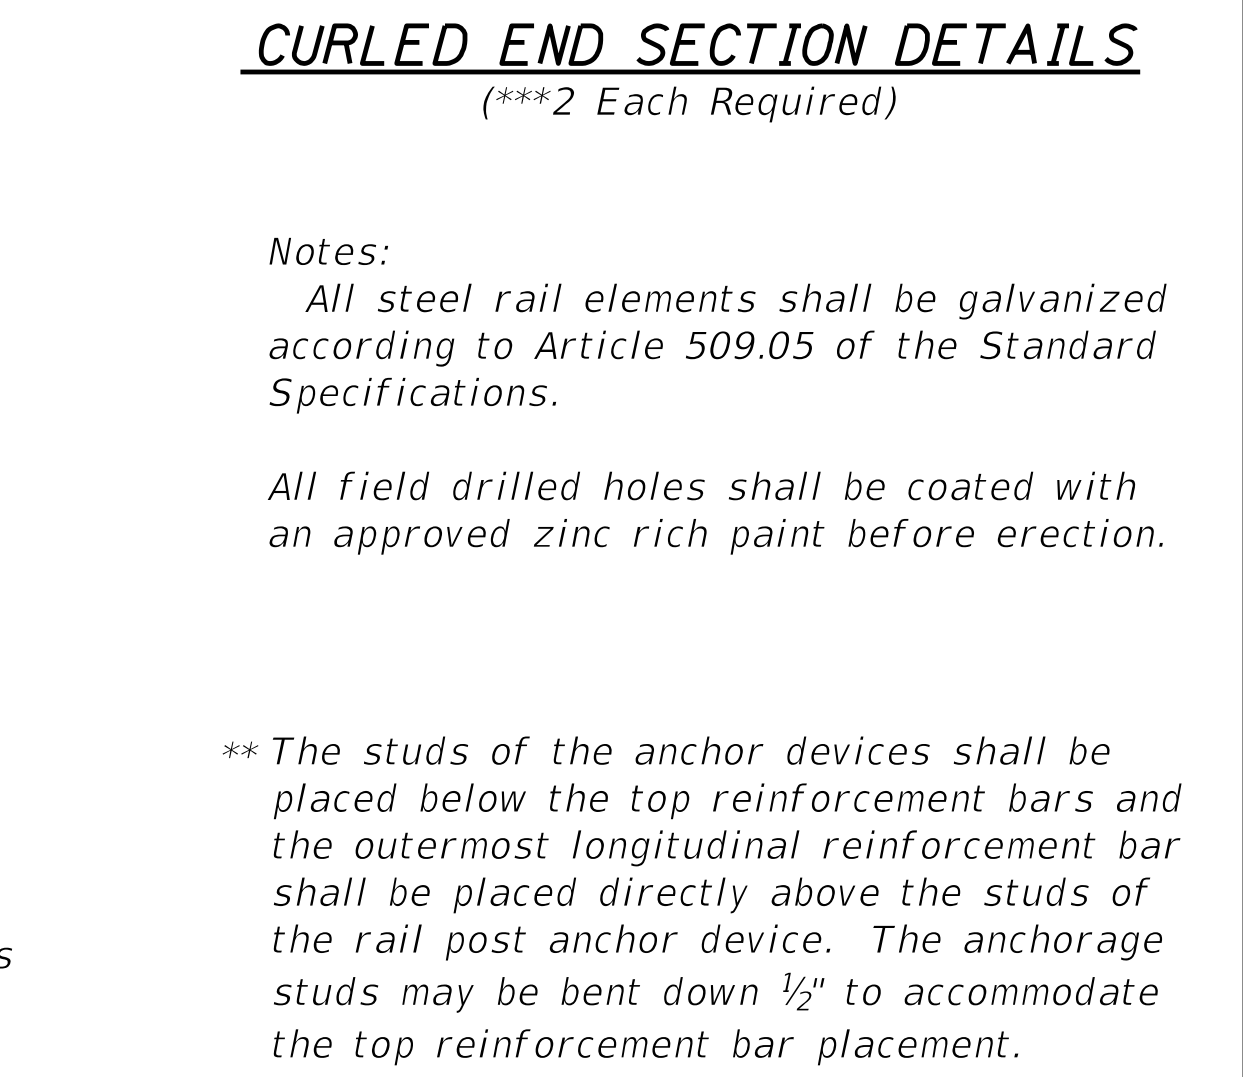 CURLED END SECTION DETAILS
(***2 Each Required)
Notes:
All steel rail elements shall be galvanized
according to Article 509.05 of the Standard
Specifications.
All field drilled holes shall be coated with
an approved zinc rich paint before erection.
** The studs of the anchor devices shall be
placed below the top reinforcement bars and
the outermost longitudinal reinforcement bar
shall be placed directly above the studs of
the rail post anchor device. The anchorage
studs may be bent down ½" to accommodate
the top reinforcement bar placement.